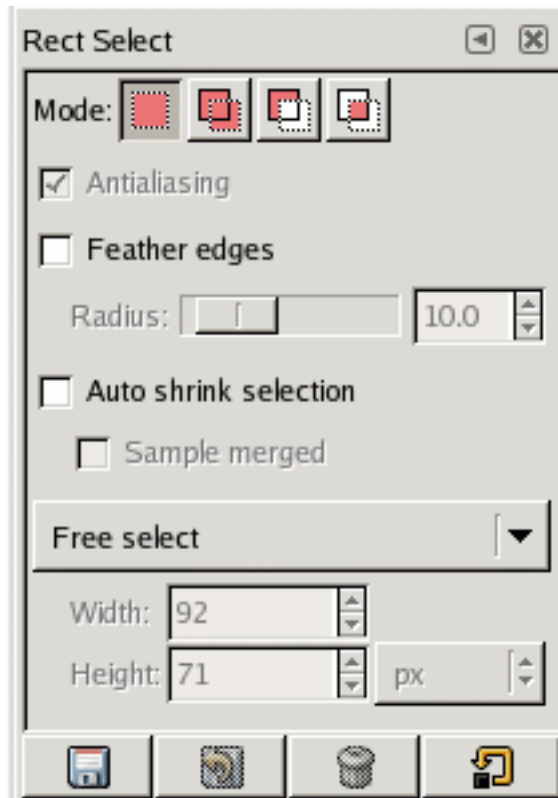 Rect Select
Mode:
Antialiasing
Feather edges
Radius: 10.0
Auto shrink selection
Sample merged
Free select
Width: 92
Height: 71 px